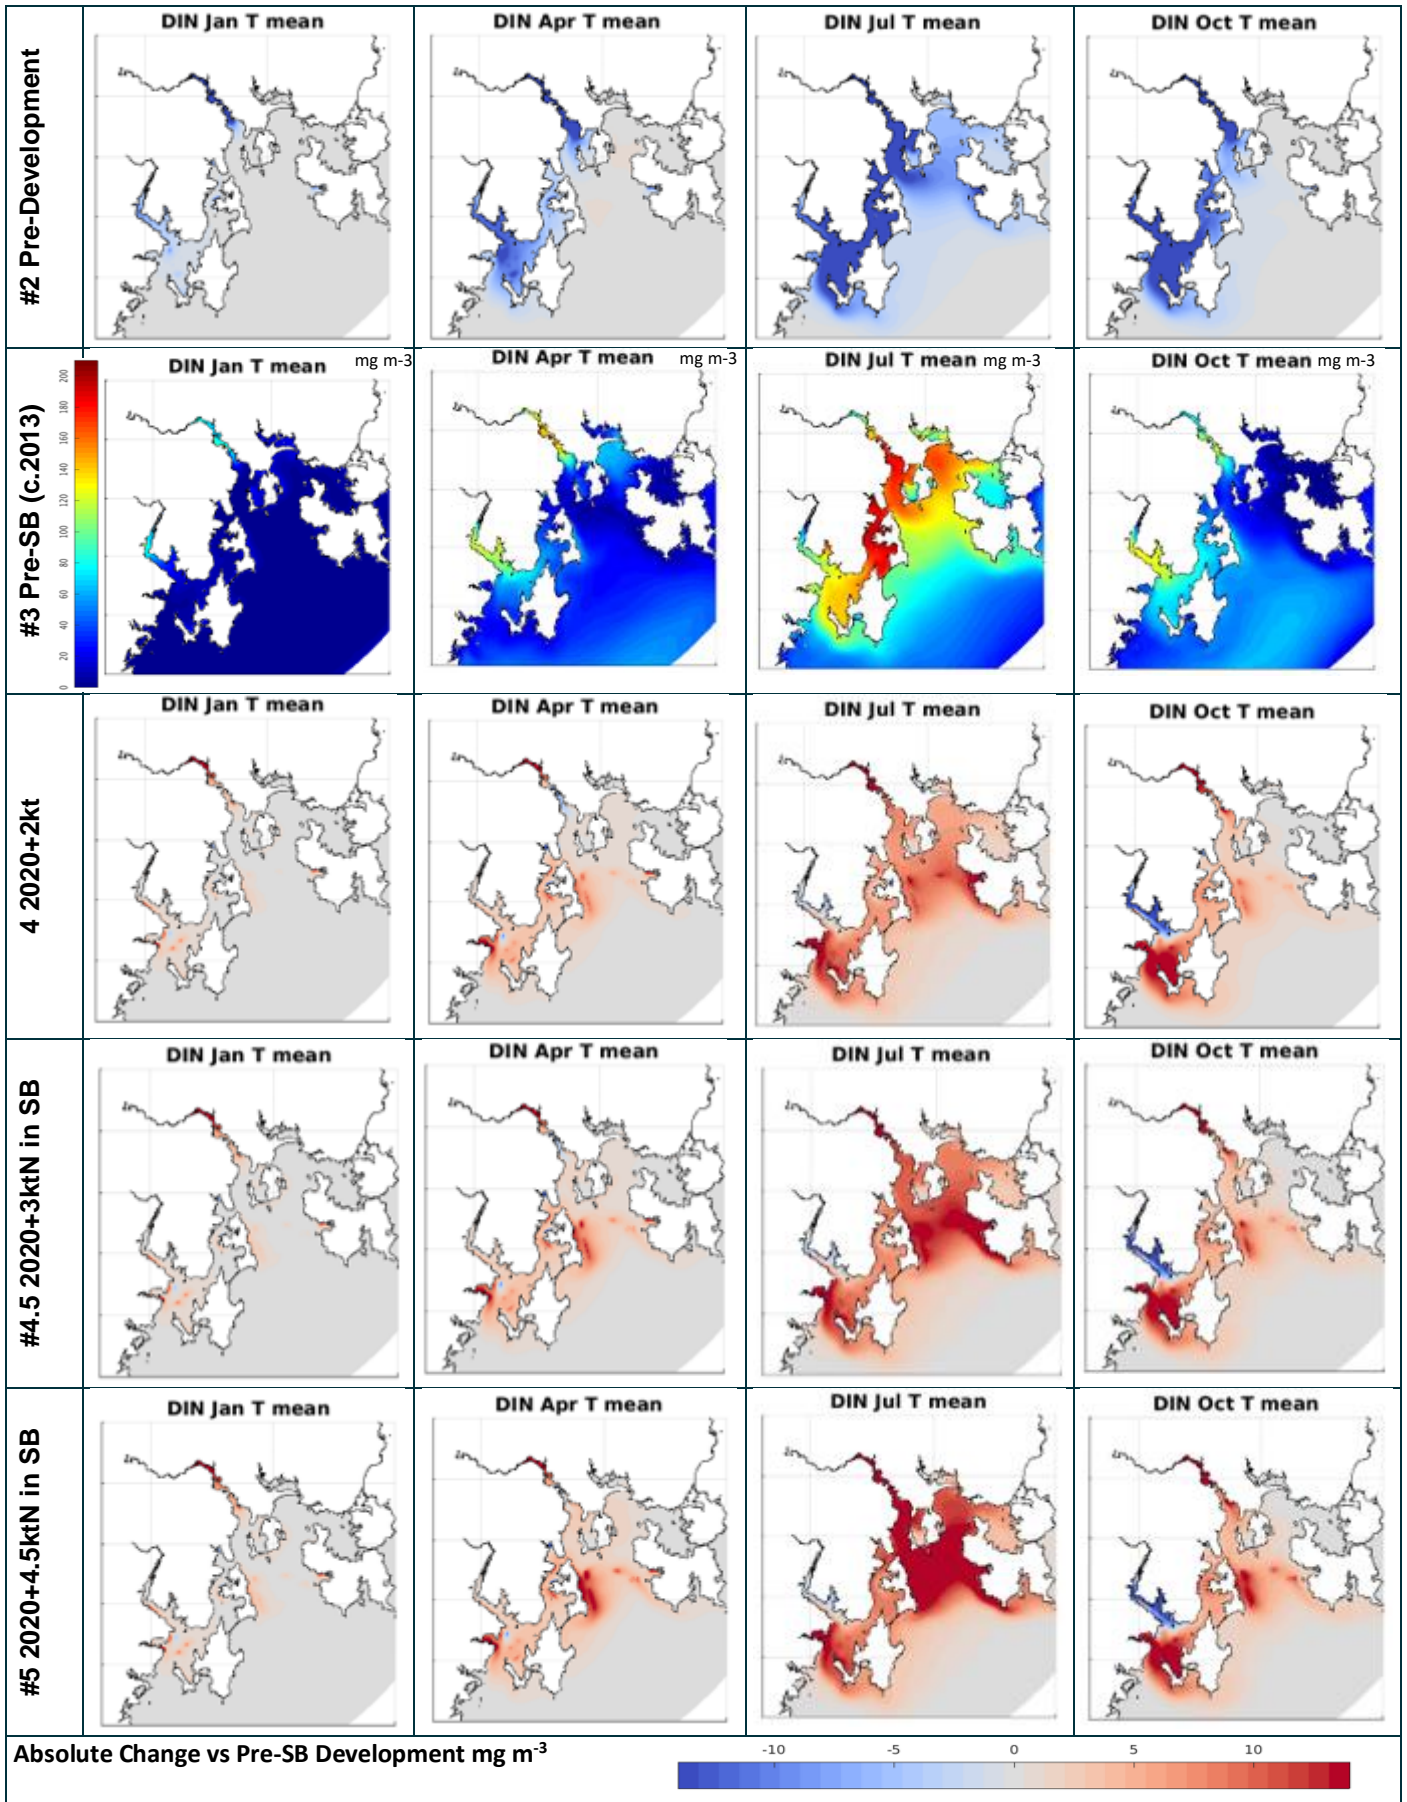 #2 Pre-Development
DIN Jan T mean
DIN Apr T mean
DIN Jul T mean
DIN Oct T mean
#3 Pre-SB (c.2013)
200
180
160
140
120
100
80
60
40
20
0
DIN Jan T mean mg m-3
DIN Apr T mean mg m-3
DIN Jul T mean mg m-3
DIN Oct T mean mg m-3
4 2020+2kt
DIN Jan T mean
DIN Apr T mean
DIN Jul T mean
DIN Oct T mean
#4.5 2020+3ktN in SB
DIN Jan T mean
DIN Apr T mean
DIN Jul T mean
DIN Oct T mean
#5 2020+4.5ktN in SB
DIN Jan T mean
DIN Apr T mean
DIN Jul T mean
DIN Oct T mean
Absolute Change vs Pre-SB Development mg m-3
-10 -5 0 5 10